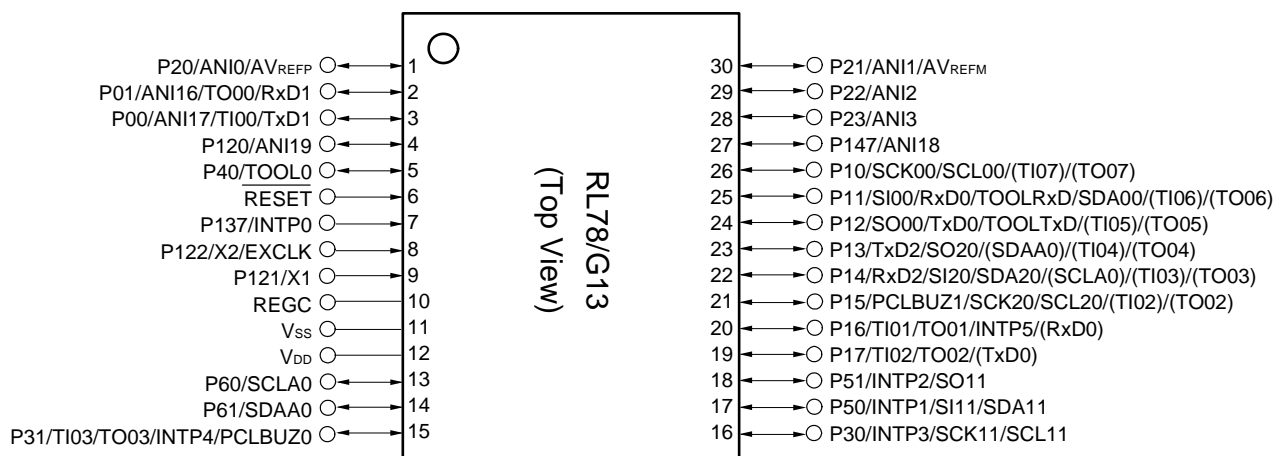 P20/ANI0/AVREFP 1
P01/ANI16/TO00/RxD1 2
P00/ANI17/TI00/TxD1 3
P120/ANI19 4
P40/TOOL0 5
RESET 6
P137/INTP0 7
P122/X2/EXCLK 8
P121/X1 9
REGC 10
VSS 11
VDD 12
P60/SCLA0 13
P61/SDAA0 14
P31/TI03/TO03/INTP4/PCLBUZ0 15
RL78/G13
(Top View)
30 P21/ANI1/AVREFM
29 P22/ANI2
28 P23/ANI3
27 P147/ANI18
26 P10/SCK00/SCL00/(TI07)/(TO07)
25 P11/SI00/RxD0/TOOLRxD/SDA00/(TI06)/(TO06)
24 P12/SO00/TxD0/TOOLTxD/(TI05)/(TO05)
23 P13/TxD2/SO20/(SDAA0)/(TI04)/(TO04)
22 P14/RxD2/SI20/SDA20/(SCLA0)/(TI03)/(TO03)
21 P15/PCLBUZ1/SCK20/SCL20/(TI02)/(TO02)
20 P16/TI01/TO01/INTP5/(RxD0)
19 P17/TI02/TO02/(TxD0)
18 P51/INTP2/SO11
17 P50/INTP1/SI11/SDA11
16 P30/INTP3/SCK11/SCL11